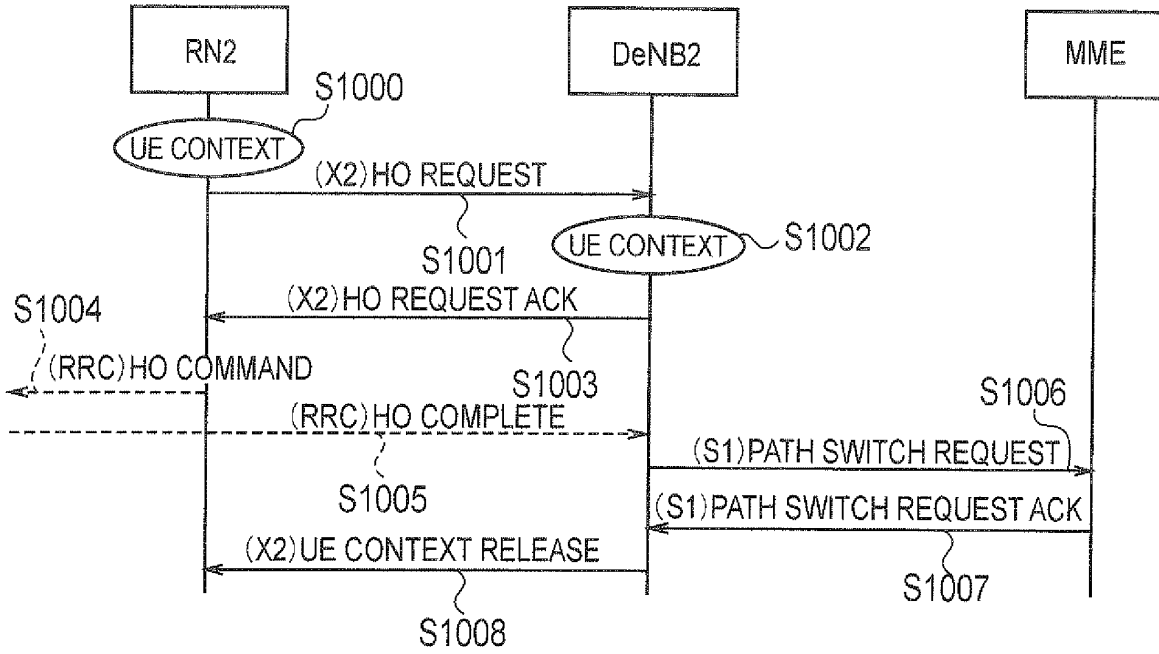 RN2
DeNB2
MME
S1000
UE CONTEXT
(X2)HO REQUEST
S1001
UE CONTEXT
S1002
(X2)HO REQUEST ACK
S1003
S1004
(RRC)HO COMMAND
(RRC)HO COMPLETE
S1005
S1006
(S1)PATH SWITCH REQUEST
(S1)PATH SWITCH REQUEST ACK
S1007
(X2)UE CONTEXT RELEASE
S1008